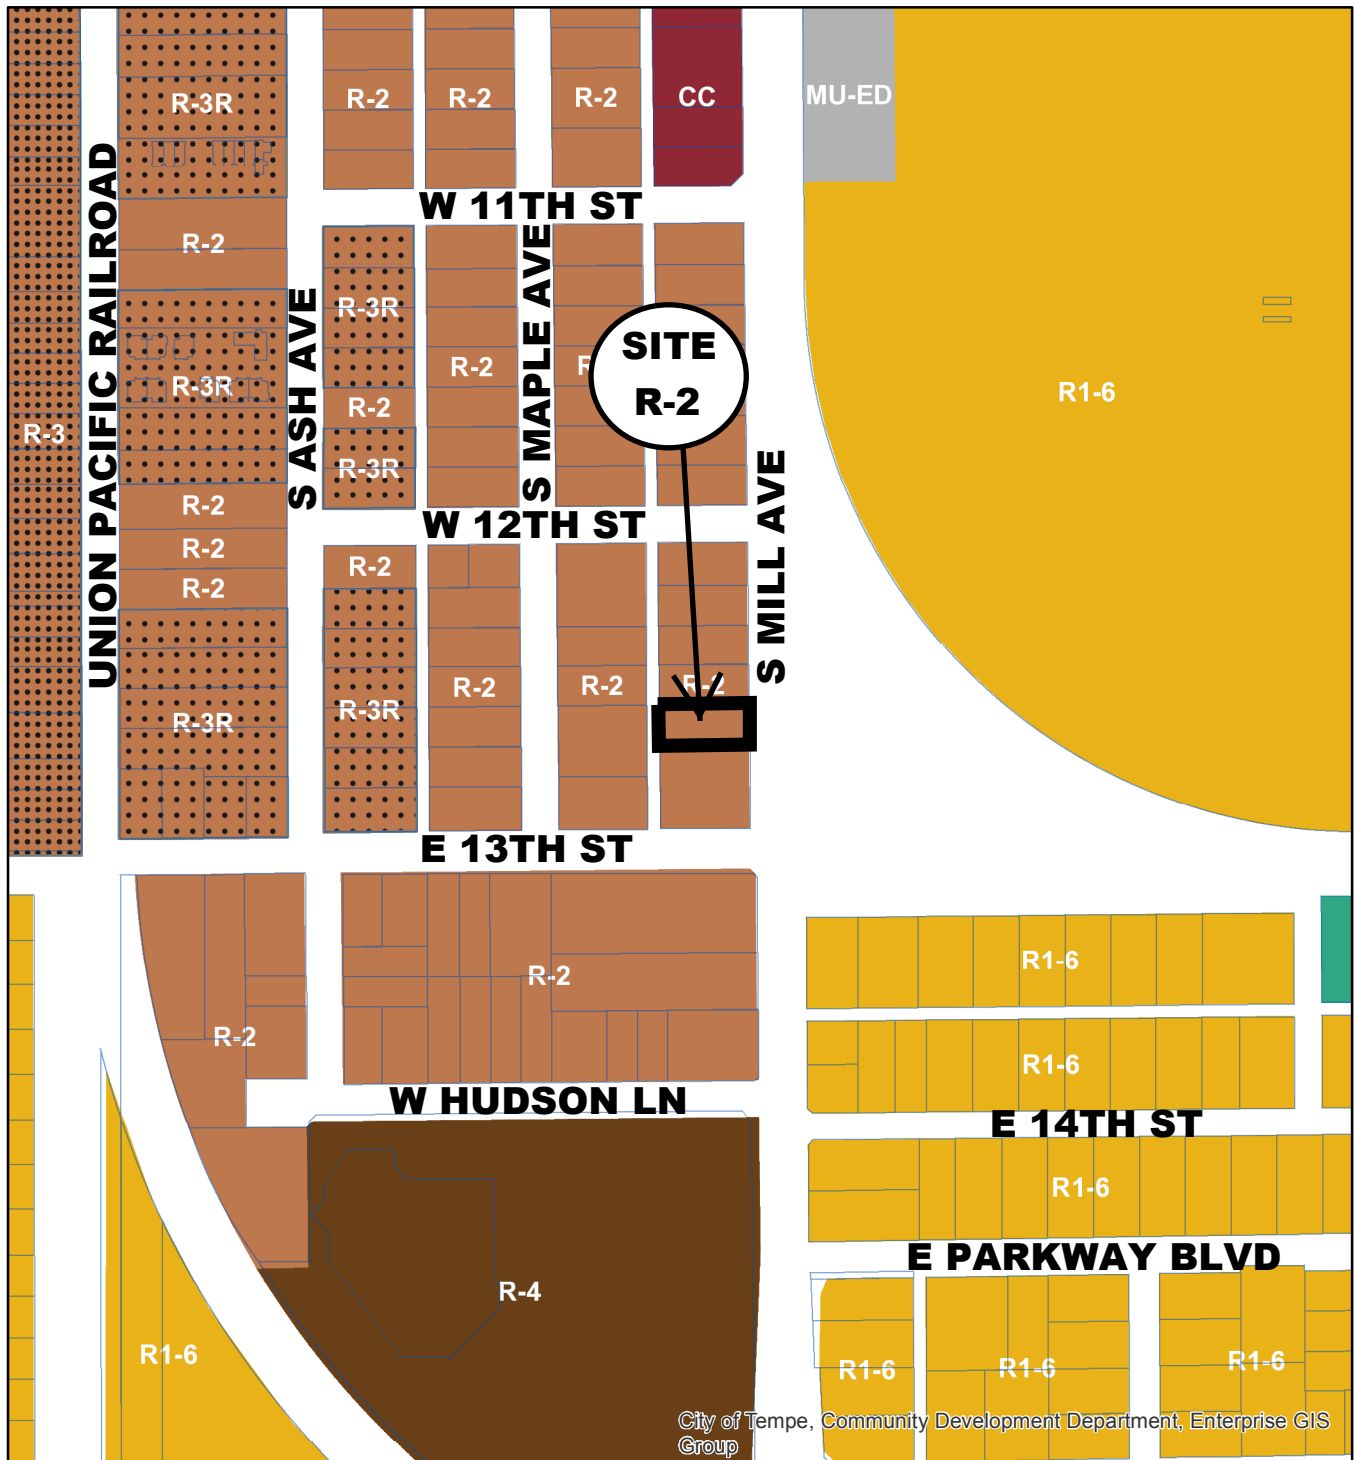 R-3R
R-2
R-2
R-2
CC
MU-ED
W 11TH ST
R-2
UNION PACIFIC RAILROAD
S ASH AVE
R-3R
S MAPLE AVE
SITE
R-2
R-2
R
R1-6
R-3R
R-2
R-3
R-3R
S MILL AVE
R-2
W 12TH ST
R-2
R-2
R-2
R-2
R-2
R-2
R-3R
R-3R
E 13TH ST
R-2
R1-6
R-2
R1-6
W HUDSON LN
E 14TH ST
R1-6
E PARKWAY BLVD
R-4
R1-6
R1-6
R1-6
R1-6
City of Tempe, Community Development Department, Enterprise GIS
Group